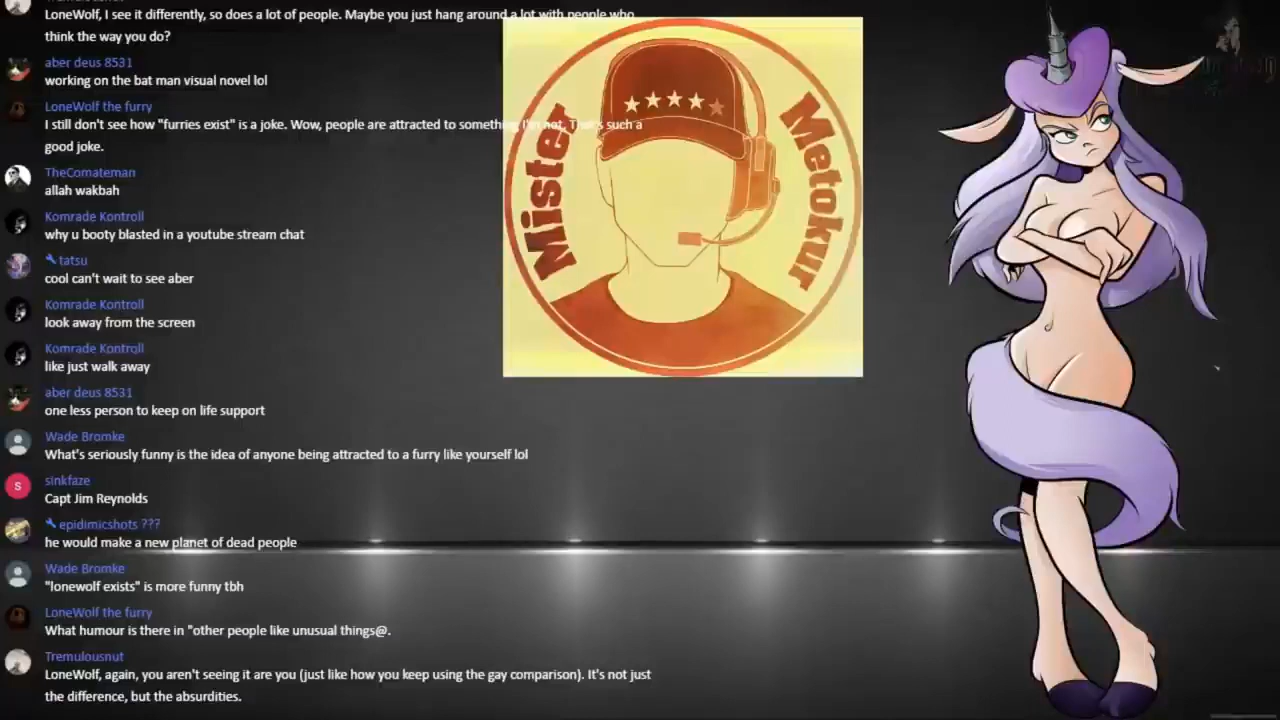 LoneWolf, I see it differently, so does a lot of people. Maybe you just hang around a lot with people who
think the way you do?
aber deus 8531
working on the bat man visual novel lol
LoneWolf the furry
I still don't see how "furries exist" is a joke. Wow, people are attracted to something I'm not. That's such a
good joke.
TheComateman
allah wakbah
Komrade Kontroll
why u booty blasted in a youtube stream chat
tatsu
cool can't wait to see aber
Komrade Kontroll
look away from the screen
Komrade Kontroll
like just walk away
aber deus 8531
one less person to keep on life support
Wade Bromke
What's seriously funny is the idea of anyone being attracted to a furry like yourself lol
S
sinkfaze
Capt Jim Reynolds
epidimicshots ???
he would make a new planet of dead people
Wade Bromke
"lonewolf exists" is more funny tbh
LoneWolf the furry
What humour is there in "other people like unusual things@.
Tremulousnut
LoneWolf, again, you aren't seeing it are you (just like how you keep using the gay comparison). It's not just
the difference, but the absurdities.
Mister
Metokur